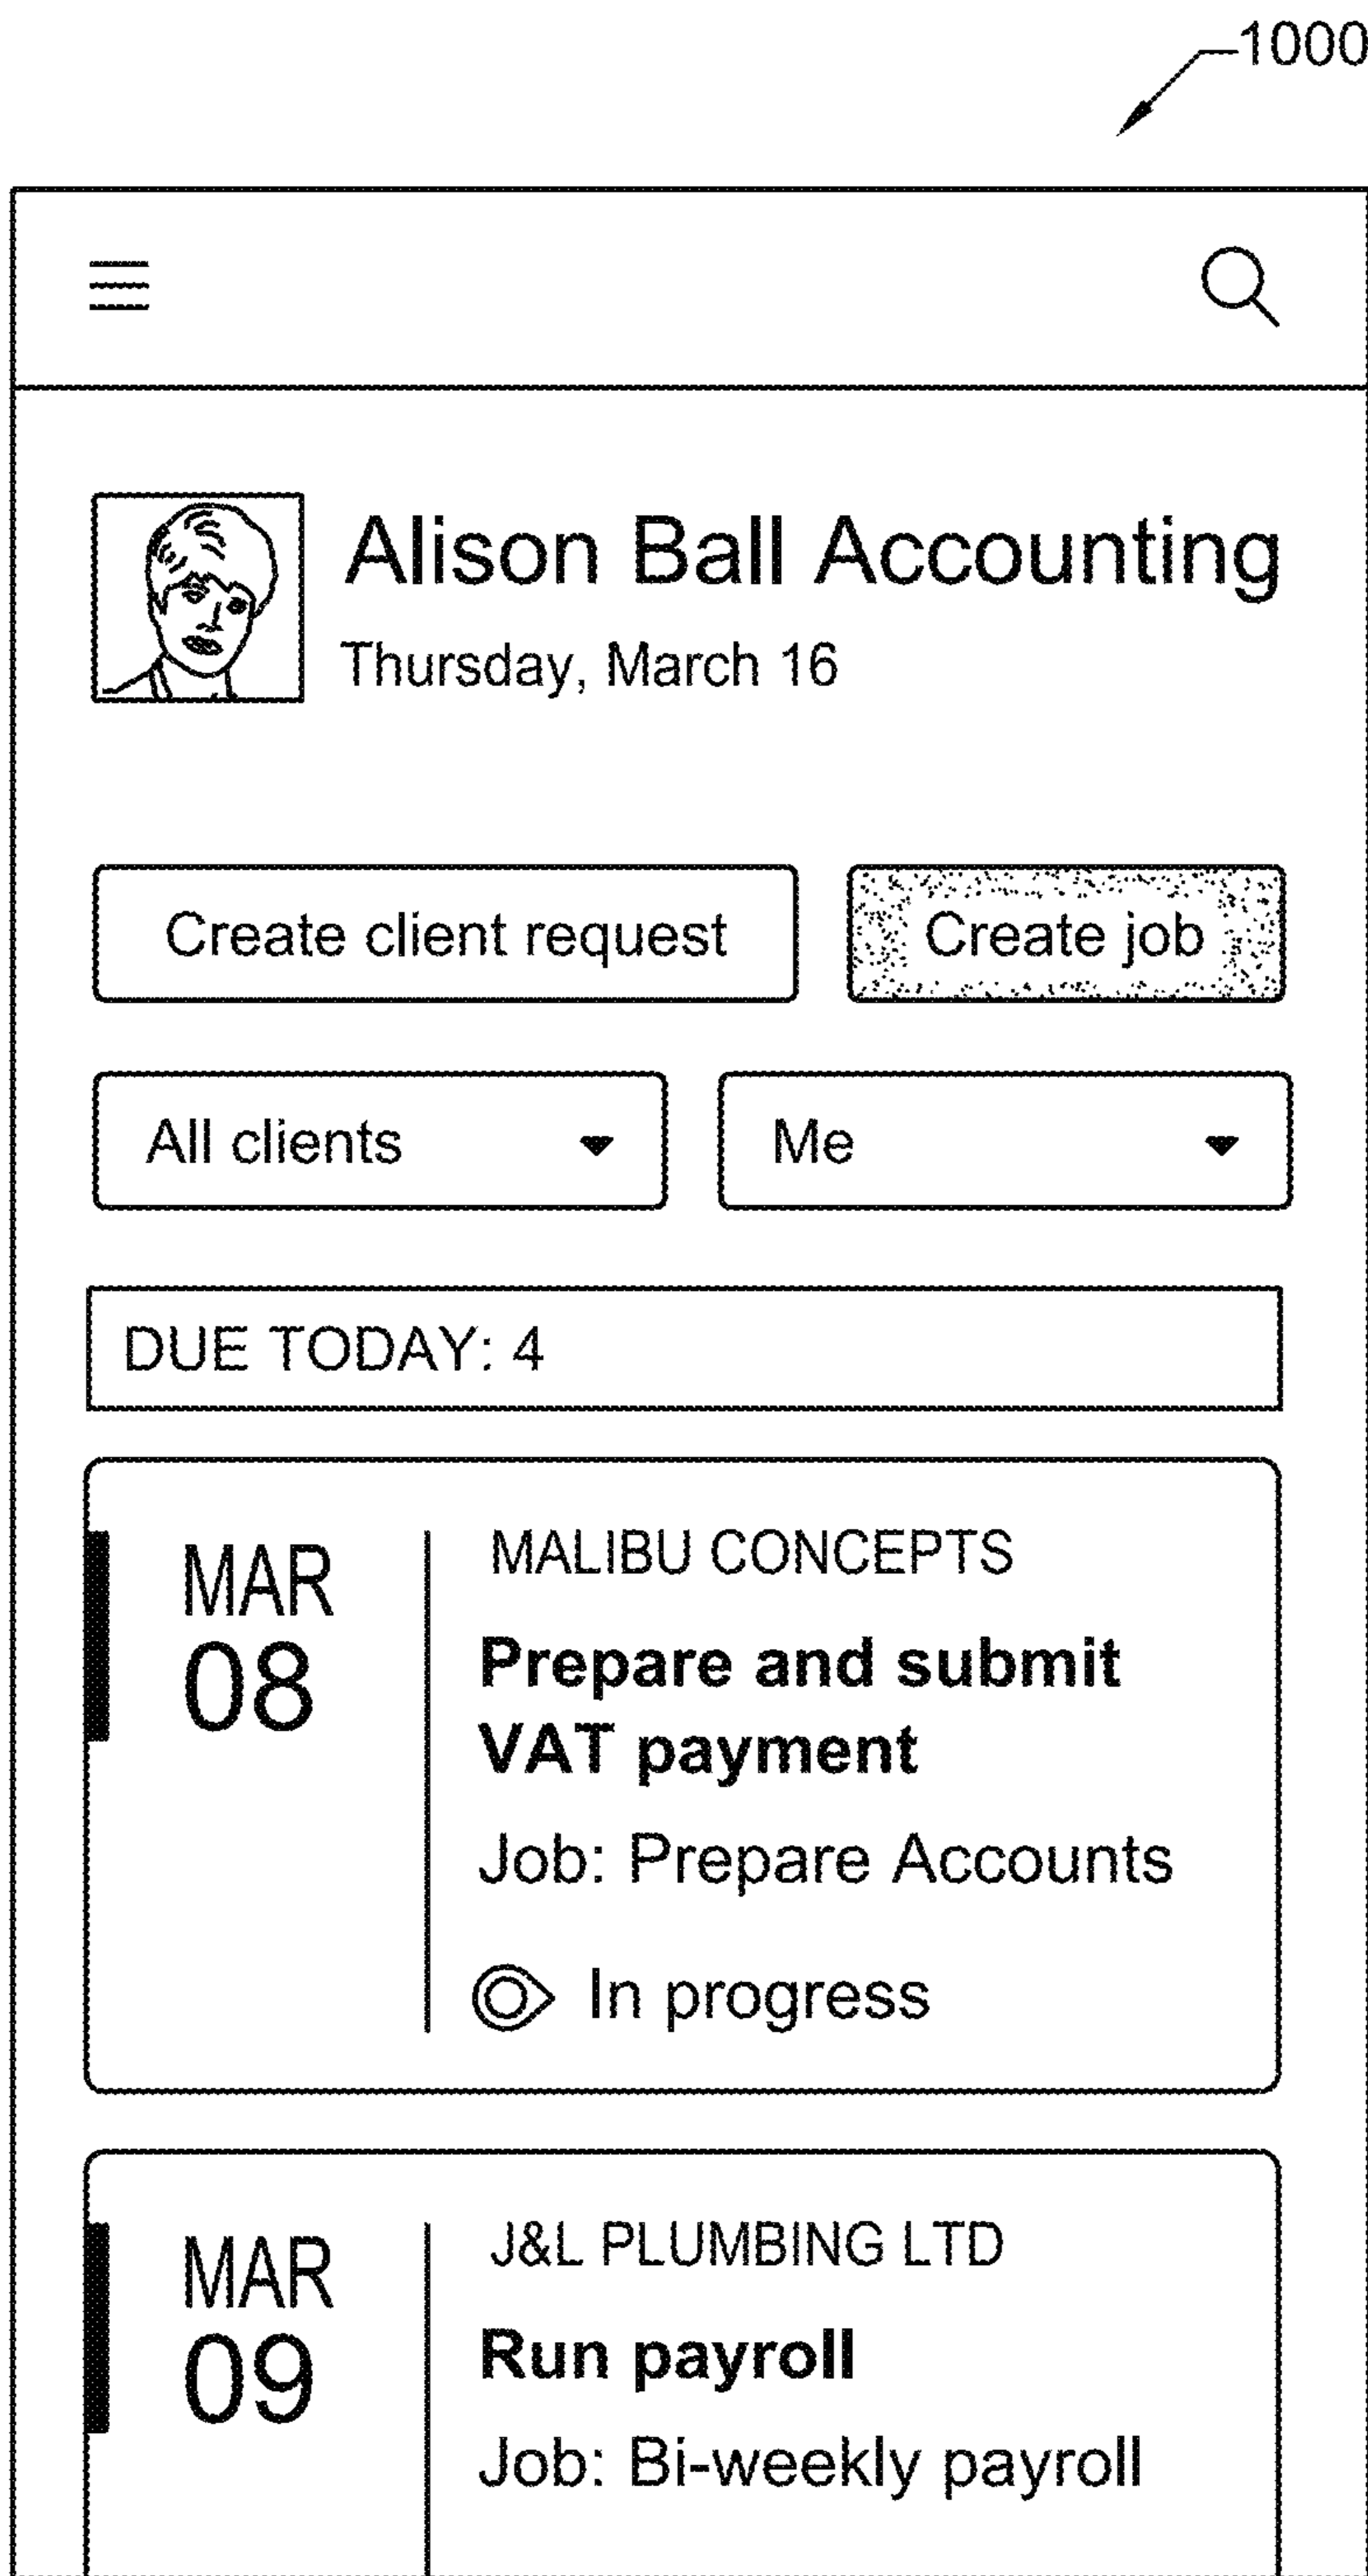 1000
Alison Ball Accounting
Thursday, March 16
Create client request
Create job
All clients
Me
DUE TODAY: 4
MAR
08
MALIBU CONCEPTS
Prepare and submit
VAT payment
Job: Prepare Accounts
In progress
MAR
09
J&L PLUMBING LTD
Run payroll
Job: Bi-weekly payroll